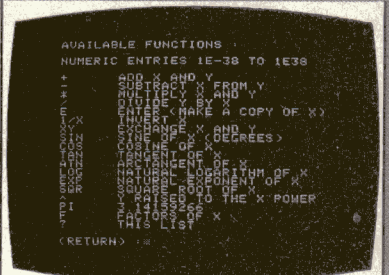 AVAILABLE FUNCTIONS :
NUMERIC ENTRIES 1E-38 TO 1E38
+ ADD X AND Y
- SUBTRACT X FROM Y
* MULTIPLY X AND Y
/ DIVIDE Y BY X
E ENTER (MAKE A COPY OF X)
1/X INVERT X
XY EXCHANGE X AND Y
SIN SINE OF X (DEGREES)
COS COSINE OF X
TAN TANGENT OF X
ATN ARCTANGENT OF X
LOG NATURAL LOGARITHM OF X
EXP NATURAL EXPONENT OF X
SQR SQUARE ROOT OF X
^ Y RAISED TO THE X POWER
PI 3.14159266
F FACTORS OF X
? THIS LIST
(RETURN) :